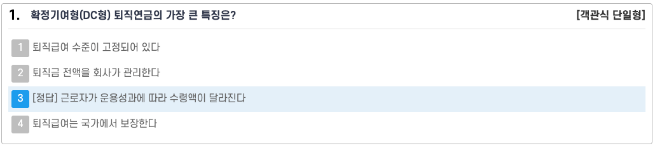 1. 확정기여형(DC형) 퇴직연금의 가장 큰 특징은? [객관식 단일형]
1 퇴직급여 수준이 고정되어 있다
2 퇴직금 전액을 회사가 관리한다
3 [정답] 근로자가 운용성과에 따라 수령액이 달라진다
4 퇴직급여는 국가에서 보장한다